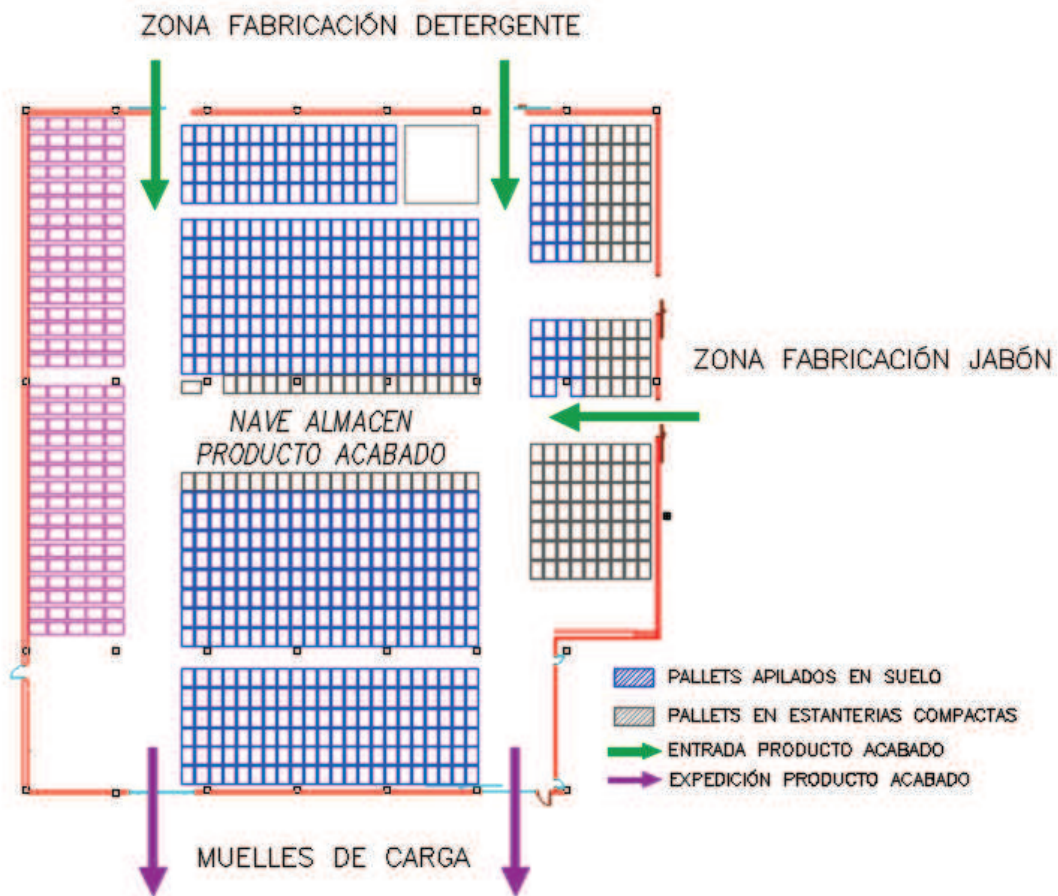 ZONA FABRICACIÓN DETERGENTE
ZONA FABRICACIÓN JABÓN
NAVE ALMACEN
PRODUCTO ACABADO
PALLETS APILADOS EN SUELO
PALLETS EN ESTANTERIAS COMPACTAS
ENTRADA PRODUCTO ACABADO
EXPEDICIÓN PRODUCTO ACABADO
MUELLES DE CARGA